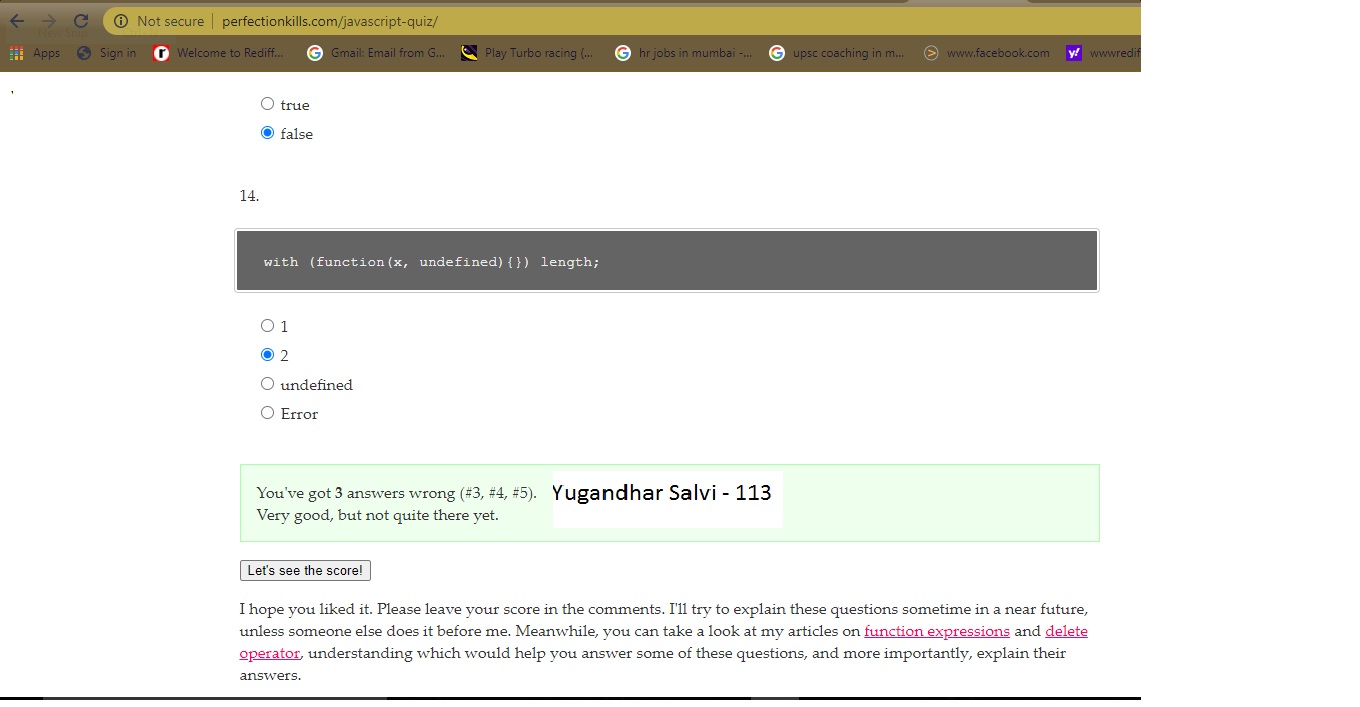 Not secure | perfectionkills.com/javascript-quiz/
Apps Sign in Welcome to Rediff... Gmail: Email from G... Play Turbo racing (... hr jobs in mumbai -... upsc coaching in m... www.facebook.com wwwredif
true
false
14.
with (function(x, undefined){}) length;
1
2
undefined
Error
You've got 3 answers wrong (#3, #4, #5).
Yugandhar Salvi - 113
Very good, but not quite there yet.
Let's see the score!
I hope you liked it. Please leave your score in the comments. I'll try to explain these questions sometime in a near future,
unless someone else does it before me. Meanwhile, you can take a look at my articles on function expressions and delete
operator, understanding which would help you answer some of these questions, and more importantly, explain their
answers.